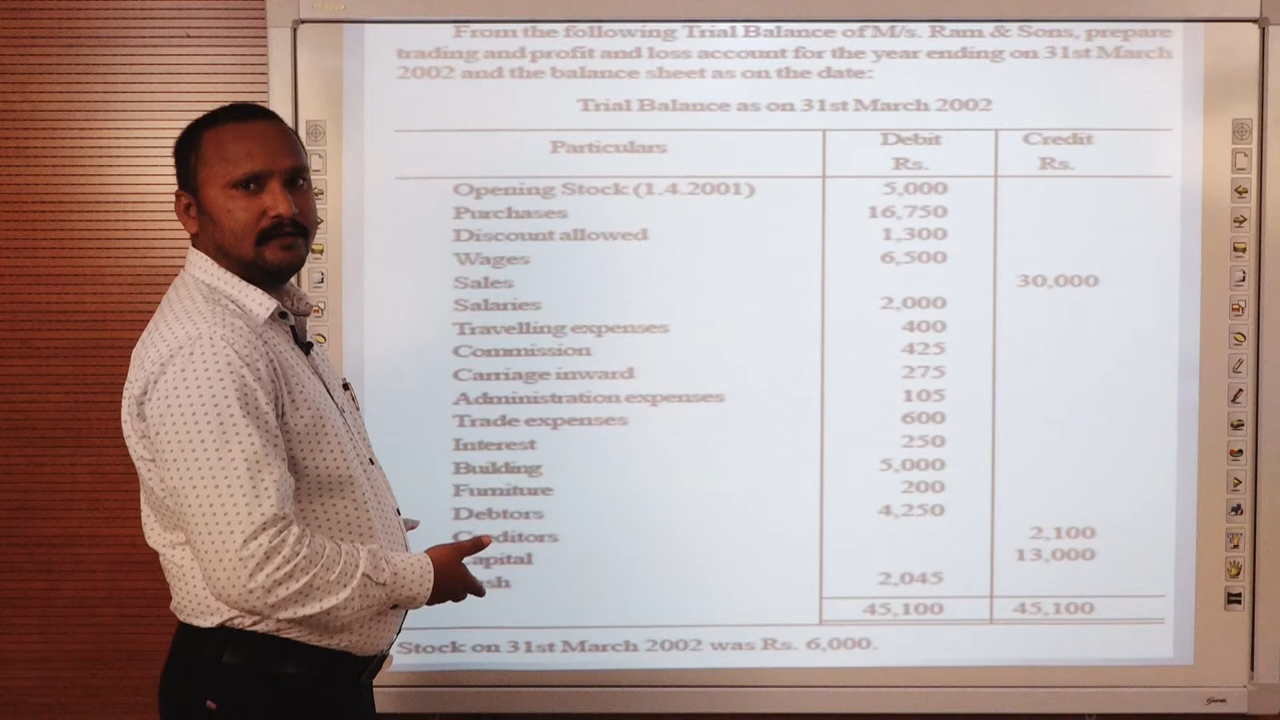 From the following Trial Balance of M/s. Ram & Sons, prepare
trading and profit and loss account for the year ending on 31st March
2002 and the balance sheet as on the date:
Trial Balance as on 31st March 2002
Particulars Debit Rs. Credit Rs.
Opening Stock (1.4.2001) 5,000
Purchases 16,750
Discount allowed 1,300
Wages 6,500
Sales 30,000
Salaries 2,000
Travelling expenses 400
Commission 425
Carriage inward 275
Administration expenses 105
Trade expenses 600
Interest 250
Building 5,000
Furniture 200
Debtors 4,250
Creditors 2,100
apital 13,000
sh 2,045
45,100 45,100
Stock on 31st March 2002 was Rs. 6,000.